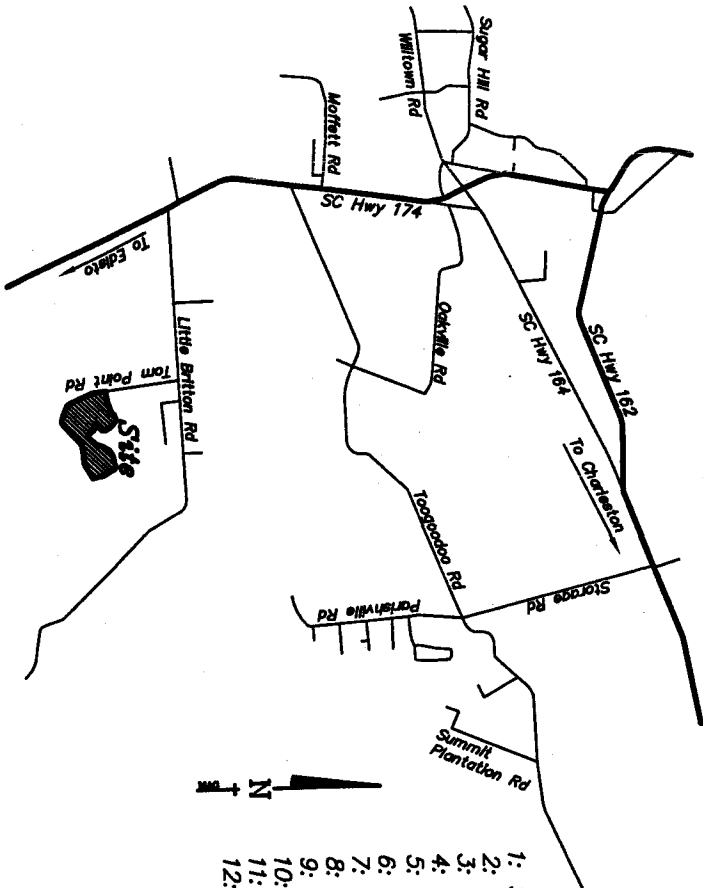 Sugar Hill Rd
Willtown Rd
Moffett Rd
SC Hwy 174
SC Hwy 162
SC Hwy 164
To Charleston
Oakville Rd
To Edisto
Little Britton Rd
Tom Point Rd
Site
Toogoodoo Rd
Storage Rd
Parishville Rd
Summit
Plantation Rd
N
1:
2:
3:
4:
5:
6:
7:
8:
9:
10:
11:
12: